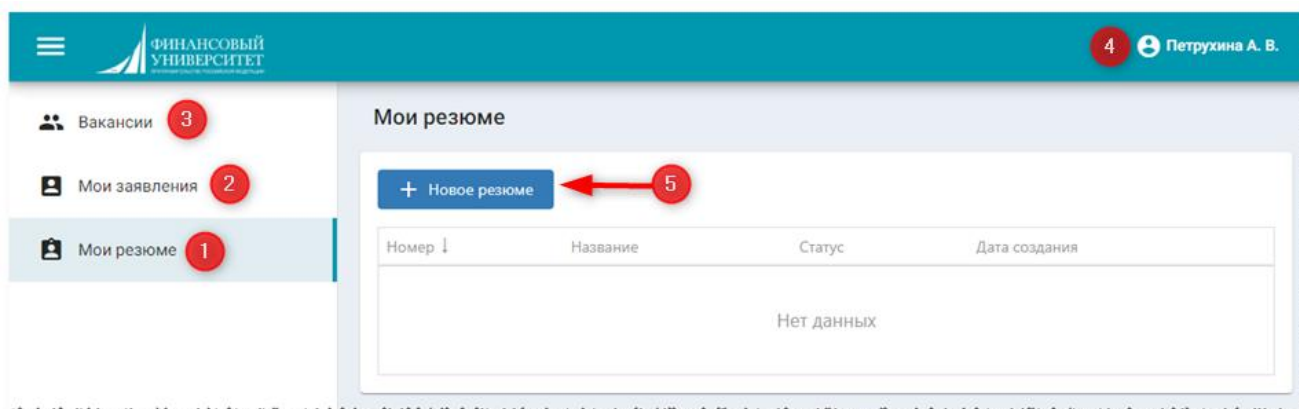 ФИНАНСОВЫЙ
УНИВЕРСИТЕТ
4 Петрухина А. В.
Вакансии 3
Мои заявления 2
Мои резюме 1
Мои резюме
+ Новое резюме 5
Номер ↓ Название Статус Дата создания
Нет данных